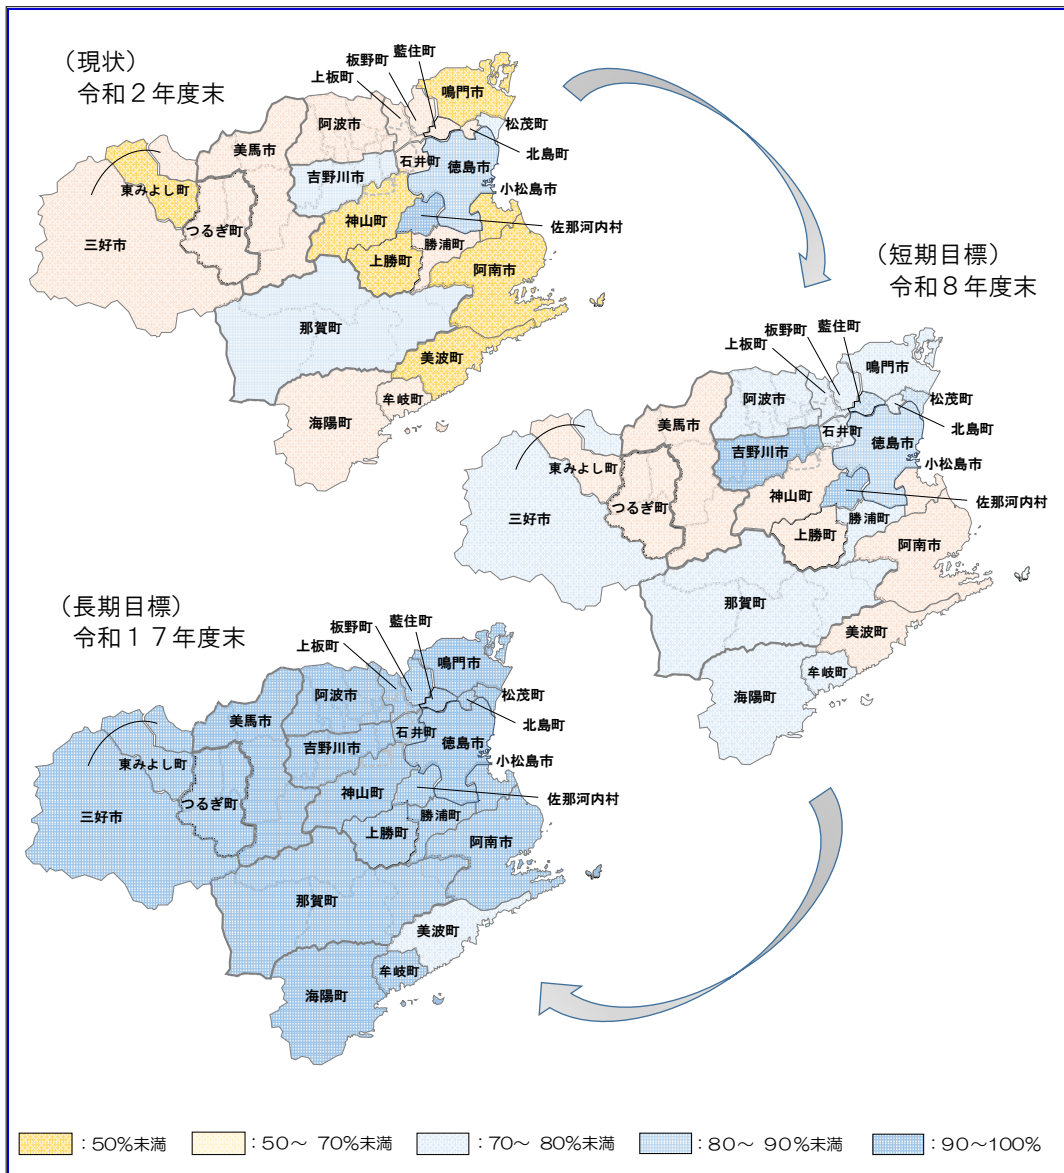 （現状）
令和２年度末
板野町
藍住町
上板町
鳴門市
阿波市
松茂町
美馬市
北島町
石井町
徳島市
吉野川市
東みよし町
小松島市
神山町
佐那河内村
つるぎ町
三好市
勝浦町
上勝町
阿南市
那賀町
美波町
牟岐町
海陽町
（短期目標）
令和８年度末
板野町
藍住町
上板町
鳴門市
阿波市
松茂町
美馬市
北島町
石井町
徳島市
吉野川市
小松島市
東みよし町
神山町
佐那河内村
つるぎ町
三好市
勝浦町
上勝町
阿南市
那賀町
美波町
牟岐町
海陽町
（長期目標）
令和１７年度末
板野町
藍住町
上板町
鳴門市
阿波市
松茂町
美馬市
北島町
石井町
徳島市
吉野川市
小松島市
東みよし町
神山町
佐那河内村
つるぎ町
三好市
勝浦町
上勝町
阿南市
那賀町
美波町
牟岐町
海陽町
：50％未満
：50～ 70％未満
：70～ 80％未満
：80～ 90％未満
：90～100％